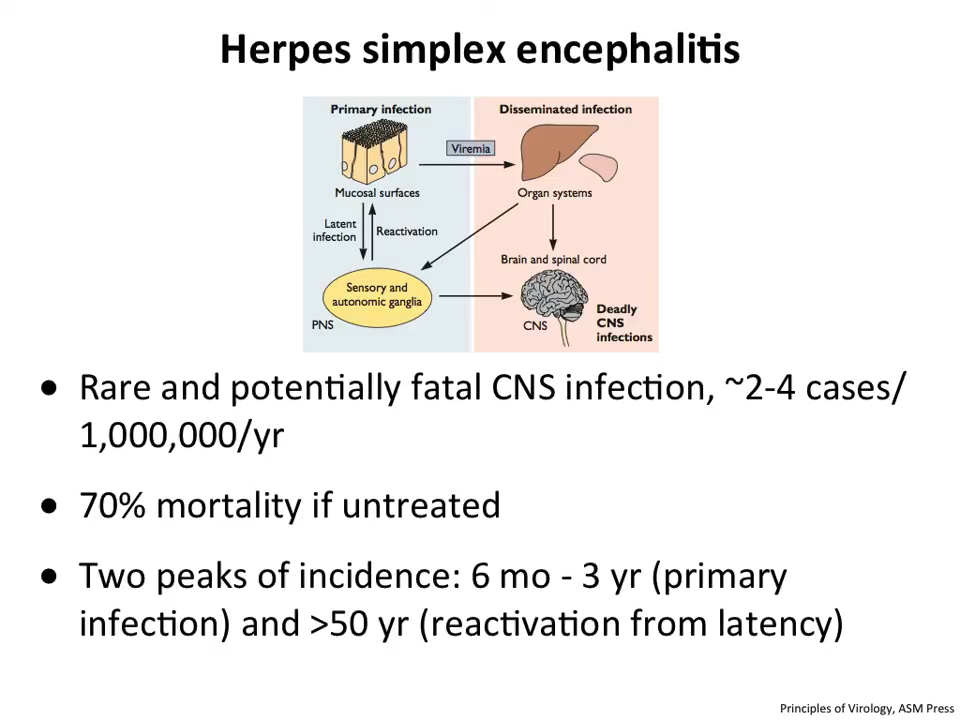 Herpes simplex encephalitis
Primary infection
Disseminated infection
Viremia
Mucosal surfaces
Organ systems
Latent
infection
Reactivation
Brain and spinal cord
Sensory and
autonomic ganglia
PNS
CNS
Deadly
CNS
infections
● Rare and potentially fatal CNS infection, ~2-4 cases/
1,000,000/yr
● 70% mortality if untreated
● Two peaks of incidence: 6 mo - 3 yr (primary
infection) and >50 yr (reactivation from latency)
Principles of Virology, ASM Press